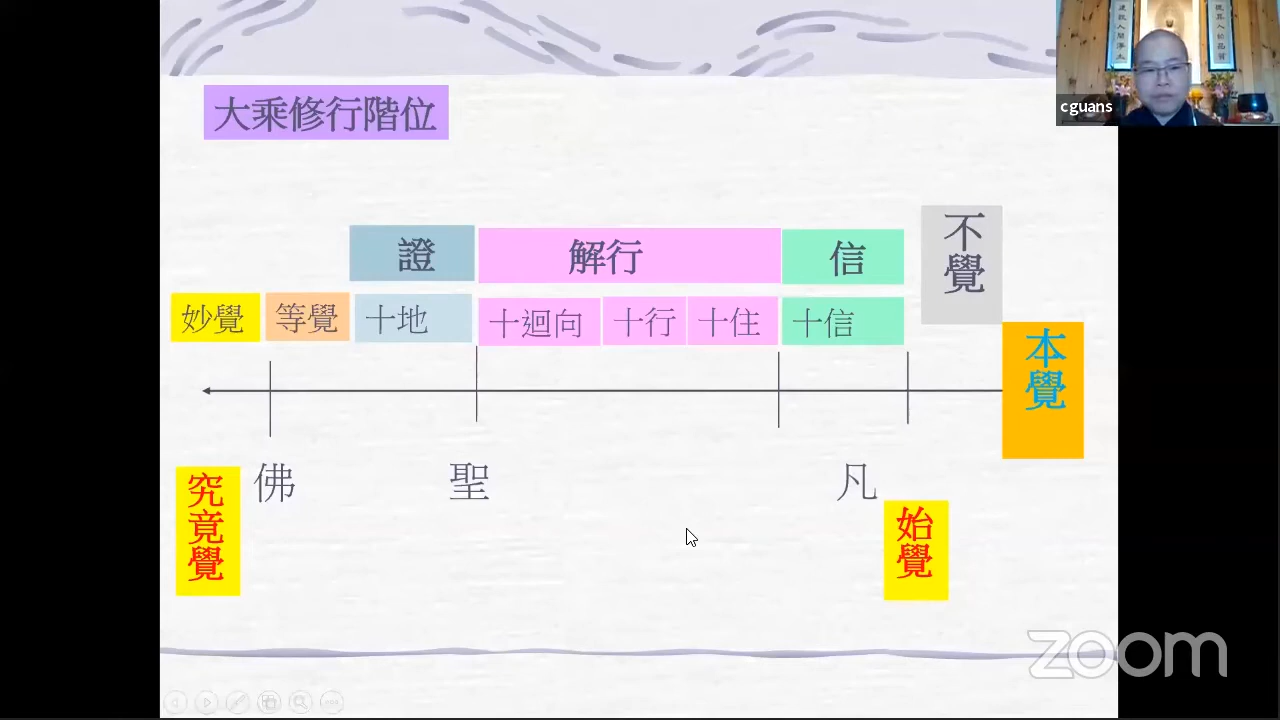 cguans
大乘修行階位
證 解行 信 不覺
妙覺 等覺 十地 十迴向 十行 十住 十信
本覺
佛 聖 凡
究竟覺
始覺
zoom